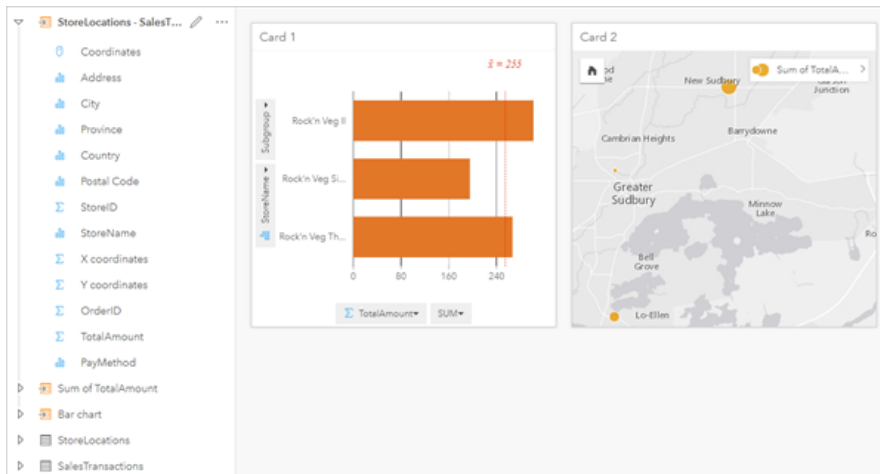 StoreLocations - SalesT...
Coordinates
Address
City
Province
Country
Postal Code
StoreID
StoreName
X coordinates
Y coordinates
OrderID
TotalAmount
PayMethod
Sum of TotalAmount
Bar chart
StoreLocations
SalesTransactions
Card 1
x̄ = 255
Subgroup
StoreName
Rock'n Veg II
Rock'n Veg Si...
Rock'n Veg Th...
0 80 160 240
Σ TotalAmount
SUM
Card 2
Sum of TotalA...
New Sudbury
Junction
Cambrian Heights
Barrydowne
Greater
Sudbury
Minnow
Lake
Bell
Grove
Lo-Ellen